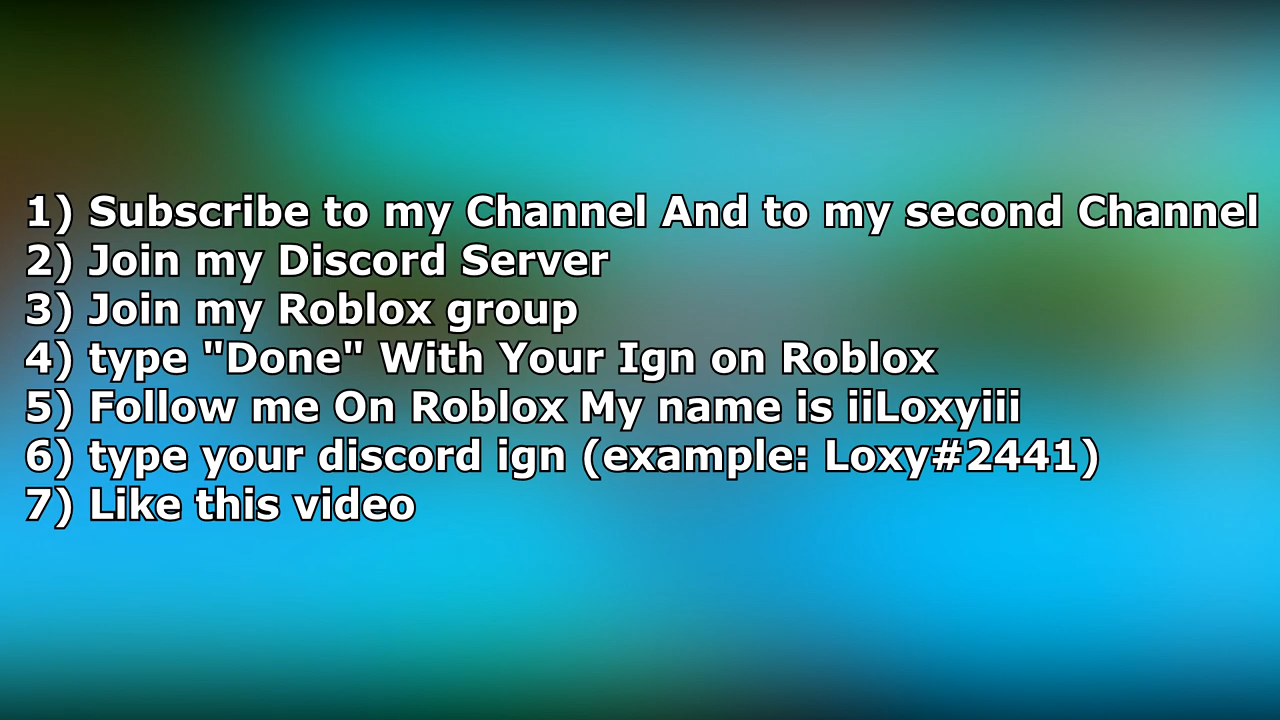 1) Subscribe to my Channel And to my second Channel
2) Join my Discord Server
3) Join my Roblox group
4) type "Done" With Your Ign on Roblox
5) Follow me On Roblox My name is iiLoxyiii
6) type your discord ign (example: Loxy#2441)
7) Like this video